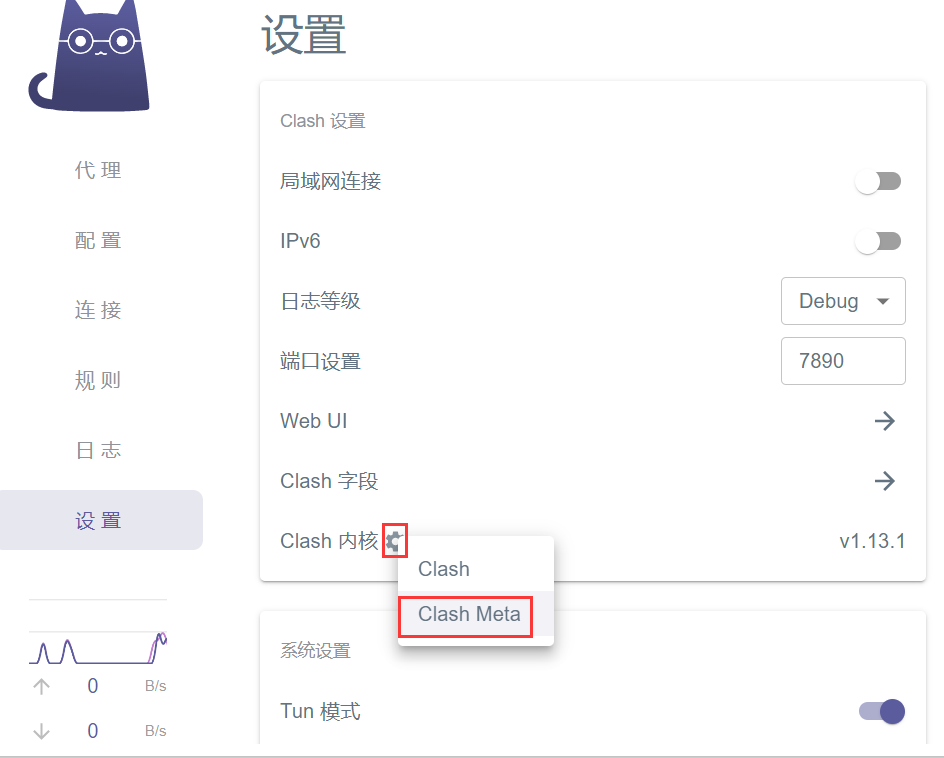 设置
代 理
配 置
连 接
规 则
日 志
设 置
0 B/s
0 B/s
Clash 设置
局域网连接
IPv6
日志等级 Debug
端口设置 7890
Web UI
Clash 字段
Clash 内核 v1.13.1
Clash
Clash Meta
系统设置
Tun 模式